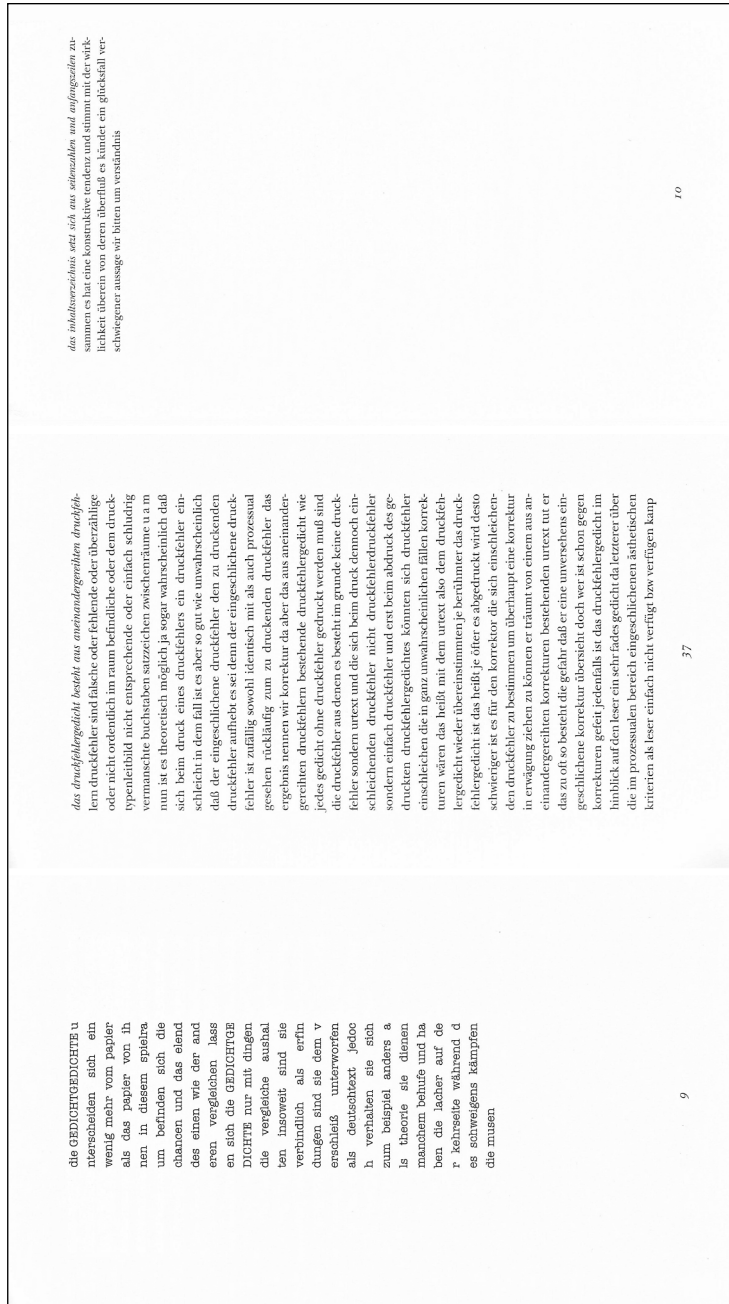 die GEDICHTGEDICHTE u
nterscheiden sich ein
wenig mehr vom papier
als das papier von ih
nen in diesem spielra
um befinden sich die
chancen und das elend
des einen wie der and
eren vergleichen lass
en sich die GEDICHTGE
DICHTE nur mit dingen
die vergleiche aushal
ten insoweit sind sie
verbindlich als erfin
dungen sind sie dem v
erschleiß unterworfen
als deutschtext jedoc
h verhalten sie sich
zum beispiel anders a
ls theorie sie dienen
manchem behufe und ha
ben die lacher auf de
r kehrseite während d
es schweigens kämpfen
die musen
9
das druckfehlergedicht besteht aus aneinandergereihten druckfeh-
lern druckfehler sind falsche oder fehlende oder überzählige
oder nicht ordentlich im raum befindliche oder dem druck-
typenleitbild nicht entsprechende oder einfach schludrig
vermanschte buchstaben satzzeichen zwischenräume u a m
nun ist es theoretisch möglich ja sogar wahrscheinlich daß
sich beim druck eines druckfehlers ein druckfehler ein-
schleicht in dem fall ist es aber so gut wie unwahrscheinlich
daß der eingeschlichene druckfehler den zu druckenden
druckfehler aufhebt es sei denn der eingeschlichene druck-
fehler ist zufällig sowohl identisch mit als auch prozessual
gesehen rückläufig zum zu druckenden druckfehler das
ergebnis nennen wir korrektur da aber das aus aneinander-
gereihten druckfehlern bestehende druckfehlergedicht wie
jedes gedicht ohne druckfehler gedruckt werden muß sind
die druckfehler aus denen es besteht im grunde keine druck-
fehler sondern urtext und die sich beim druck dennoch ein-
schleichenden druckfehler nicht druckfehlerdruckfehler
sondern einfach druckfehler und erst beim abdruck des ge-
druckten druckfehlergedichtes könnten sich druckfehler
einschleichen die in ganz unwahrscheinlichen fällen korrek-
turen wären das heißt mit dem urtext also dem druckfeh-
lergedicht wieder übereinstimmten je berühmter das druck-
fehlergedicht ist das heißt je öfter es abgedruckt wird desto
schwieriger ist es für den korrektor die sich einschleichen-
den druckfehler zu bestimmen um überhaupt eine korrektur
in erwägung ziehen zu können er träumt von einem aus an-
einandergereihten korrekturen bestehenden urtext tut er
das zu oft so besteht die gefahr daß er eine unversehens ein-
geschlichene korrektur übersieht doch wer ist schon gegen
korrekturen gefeit jedenfalls ist das druckfehlergedicht im
hinblick auf den leser ein sehr fades gedicht da letzterer über
die im prozessualen bereich eingeschlichenen ästhetischen
kriterien als leser einfach nicht verfügt bzw verfügen kanp
37
das inhaltsverzeichnis setzt sich aus seitenzahlen und anfangszeilen zu-
sammen es hat eine konstruktive tendenz und stimmt mit der wirk-
lichkeit überein von deren überfluß es kündet ein glücksfall ver-
schwiegener aussage wir bitten um verständnis
10